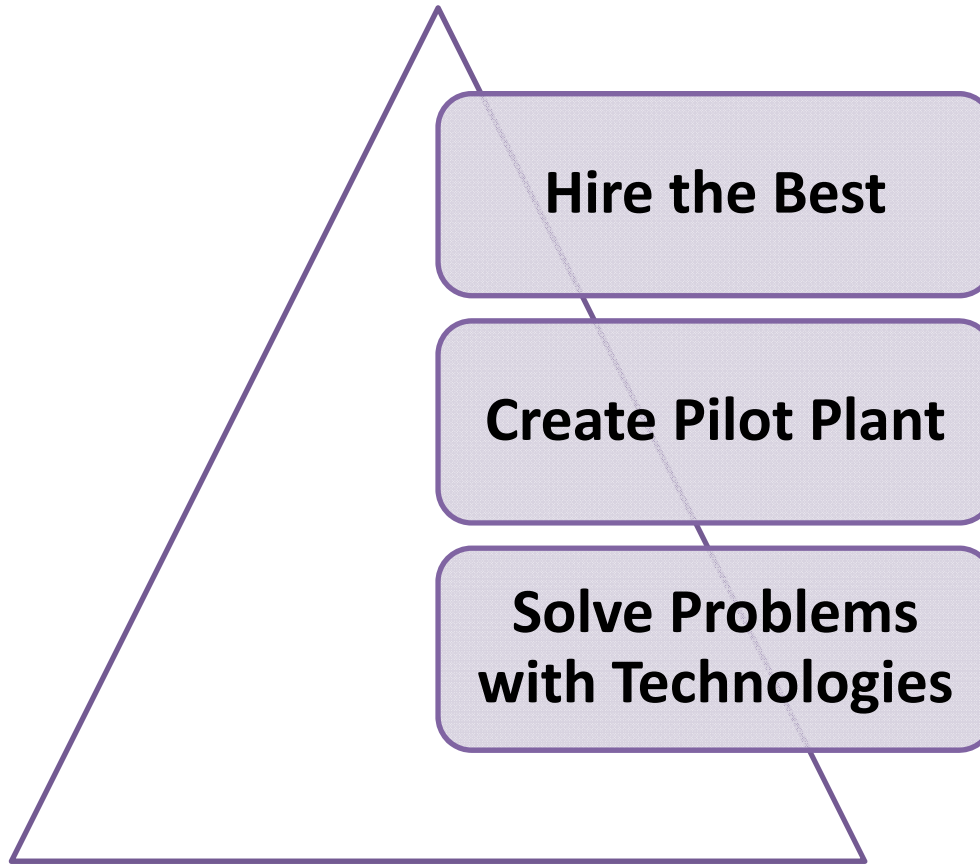 Hire the Best
Create Pilot Plant
Solve Problems
with Technologies